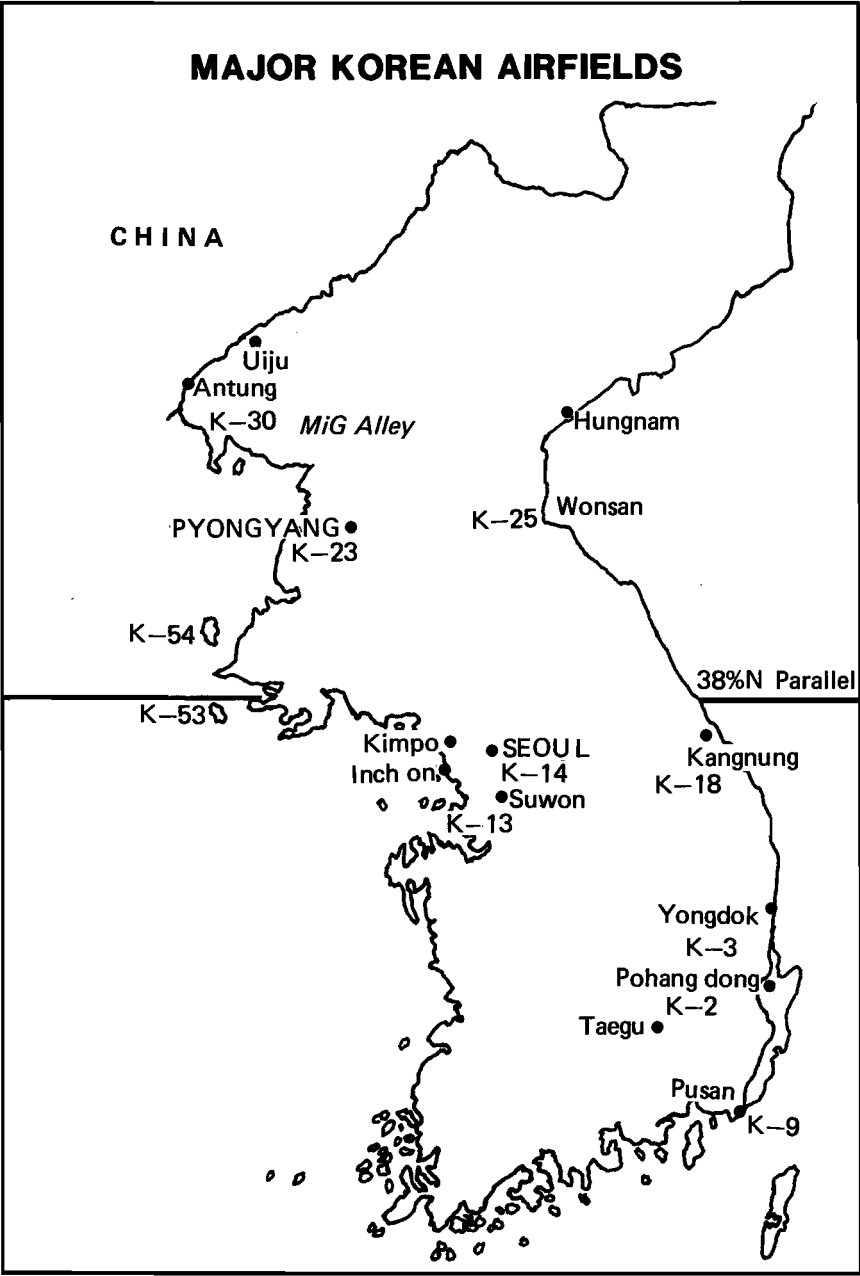 MAJOR KOREAN AIRFIELDS
CHINA
Uiju
Antung
K–30
MiG Alley
Hungnam
Wonsan
K–25
PYONGYANG
K–23
K–54
38%N Parallel
K–53
Kimpo
SEOUL
Inch on
K–14
Kangnung
K–18
Suwon
K–13
Yongdok
K–3
Pohang dong
K–2
Taegu
Pusan
K–9